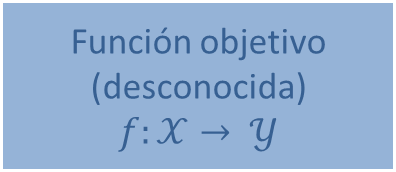 Función objetivo
(desconocida)
𝑓: 𝒳 → 𝒴